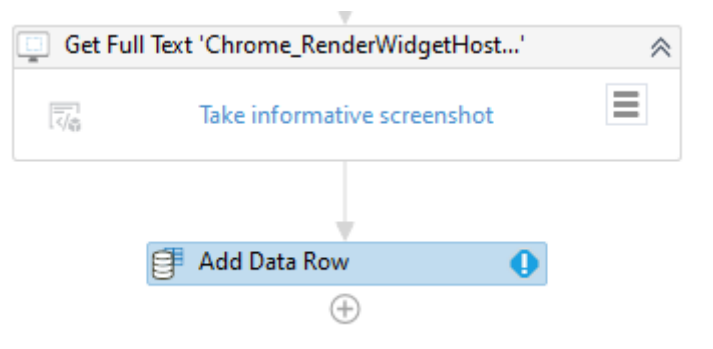 Get Full Text 'Chrome_RenderWidgetHost...'
Take informative screenshot
Add Data Row